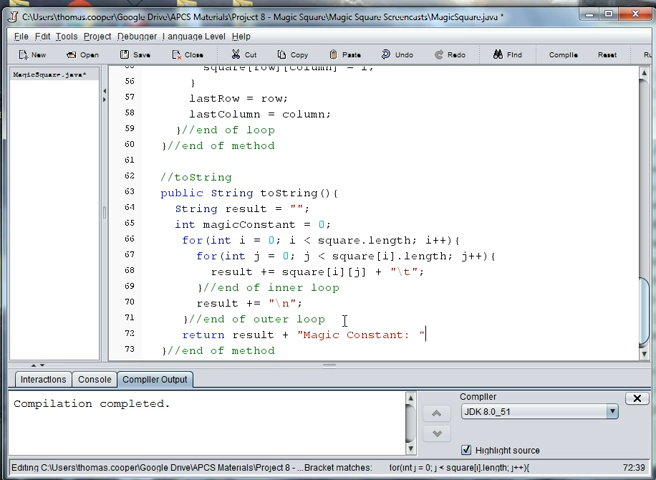 C:\Users\thomas.cooper\Google Drive\APCS Materials\Project 8 - Magic Square\Magic Square Screencasts\MagicSquare.java *
File Edit Tools Project Debugger Language Level Help
New Open Save Close Cut Copy Paste Undo Redo Find Compile Reset Ru
MagicSquare.java*
55 square[row][column] = i;
56 }
57 lastRow = row;
58 lastColumn = column;
59 }//end of loop
60 }//end of method
61
62 //toString
63 public String toString(){
64 String result = "";
65 int magicConstant = 0;
66 for(int i = 0; i < square.length; i++){
67 for(int j = 0; j < square[i].length; j++){
68 result += square[i][j] + "\t";
69 }//end of inner loop
70 result += "\n";
71 }//end of outer loop
72 return result + "Magic Constant: "
73 }//end of method
Interactions Console Compiler Output
Compilation completed.
Compiler
JDK 8.0_51
Highlight source
Editing C:\Users\thomas.cooper\Google Drive\APCS Materials\Project 8 - ...Bracket matches: for(int j = 0; j < square[i].length; j++){ 72:39